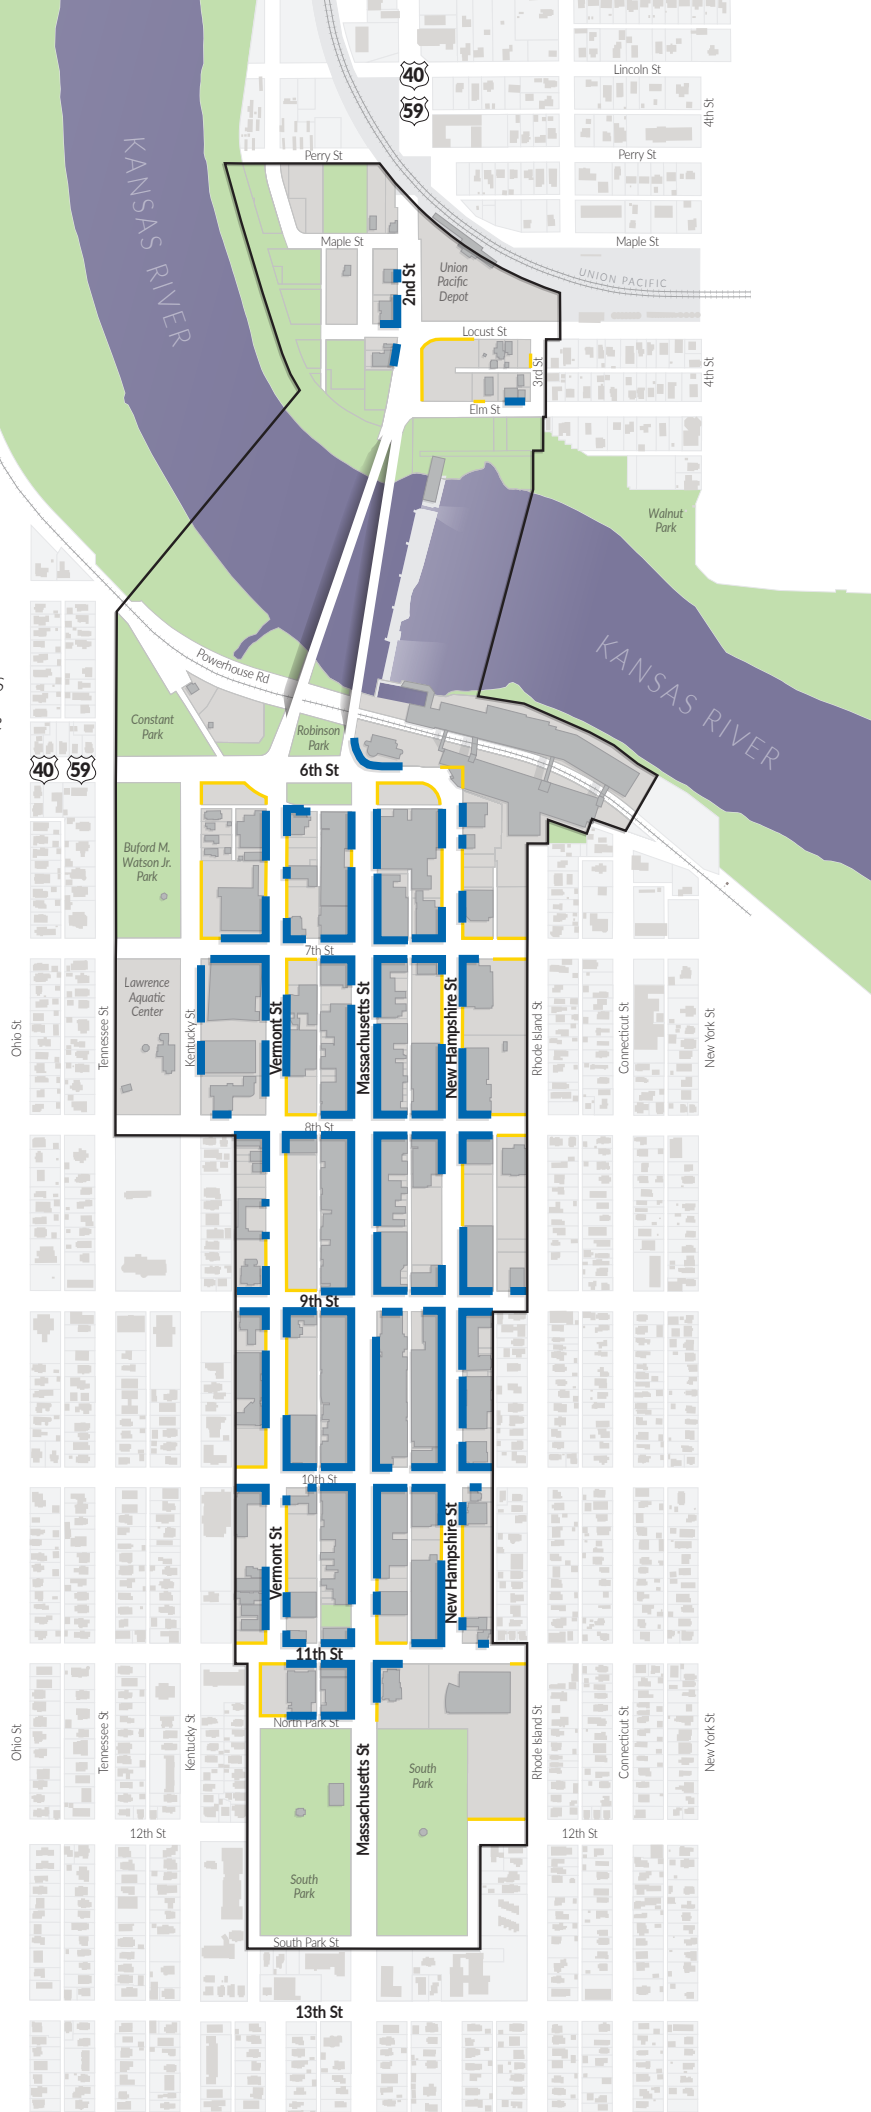 Lincoln St
40
59
4th St
Perry St
Perry St
KANSAS RIVER
Maple St
Maple St
2nd St
Union
Pacific
Depot
UNION PACIFIC
Locust St
3rd St
4th St
Elm St
Walnut
Park
Powerhouse Rd
KANSAS RIVER
Constant
Park
Robinson
Park
40
59
6th St
Buford M.
Watson Jr.
Park
7th St
Lawrence
Aquatic
Center
Ohio St
Tennessee St
Kentucky St
Vermont St
Massachusetts St
New Hampshire St
Rhode Island St
Connecticut St
New York St
8th St
9th St
10th St
Vermont St
New Hampshire St
11th St
North Park St
Ohio St
Tennessee St
Kentucky St
Massachusetts St
South
Park
Rhode Island St
Connecticut St
New York St
12th St
12th St
South
Park
South Park St
13th St